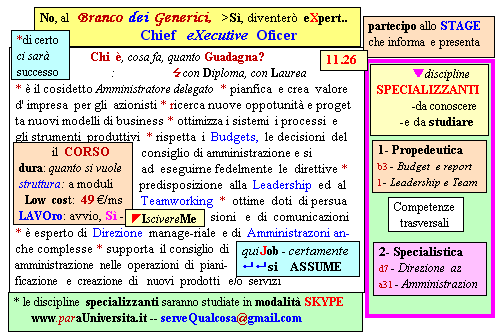 No, al Branco dei Generici, >Si, diventerò eXpert..
Chief eXecutive Oficer
*di certo
ci sarà
successo
Chi è, cosa fa, quanto Guadagna?
11.26
: con Diploma, con Laurea
* è il cosidetto Amministratore delegato * pianfica e crea valore
d'impresa per gli azionisti * ricerca nuove oppotunità e proget
ta nuovi modelli di business * ottimizza i sistemi i processi e
gli strumenti produttivi * rispetta i Budgets, le decisioni del
consiglio di amministrazione e si
ad eseguirne fedelmente le direttive *
predisposizione alla Leadership ed al
Teamworking * ottime doti di persua
sioni e di comunicazioni
* è esperto di Direzione manage-riale e di Amministrazoni an-
che complesse * supporta il consiglio di
amministrazione nelle operazioni di piani-
ficazione e creazione di nuovi prodotti e/o servizi
il CORSO
dura: quanto si vuole
struttura: a moduli
Low cost: 49 €/ms
LAVOro: avvio, Si -
IscivereMe
qui Job - certamente
si ASSUME
* le discipline specializzanti saranno studiate in modalità SKYPE
www.paraUniversita.it -- serveQualcosa@gmail.com
partecipo allo STAGE
che informa e presenta
discipline
SPECIALIZZANTI
-da conoscere
-e da studiare
1- Propedeutica
b3 - Budget e report
1- Leadership e Team
Competenze
trasversali
2- Specialistica
d7 - Direzione az
a31 - Amministrazion